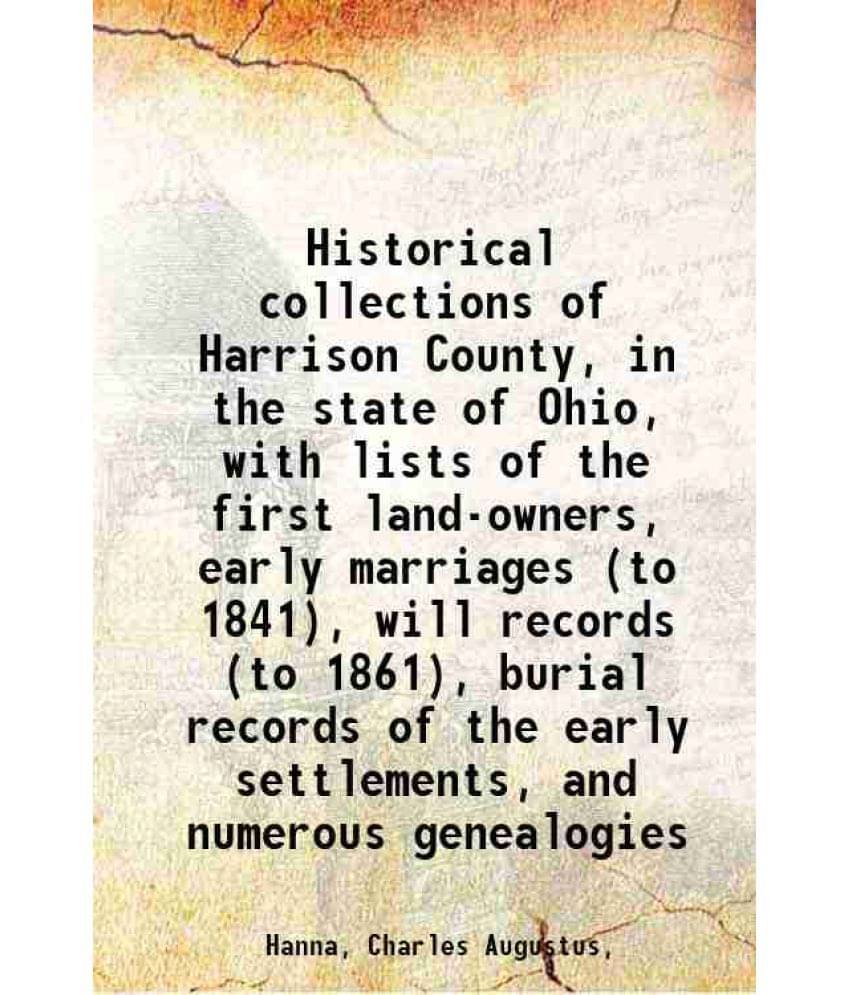 Historical
collections of
Harrison County, in
the state of Ohio,
with lists of the
first land-owners,
early marriages (to
1841), will records
(to 1861), burial
records of the early
settlements, and
numerous genealogies
Hanna, Charles Augustus,